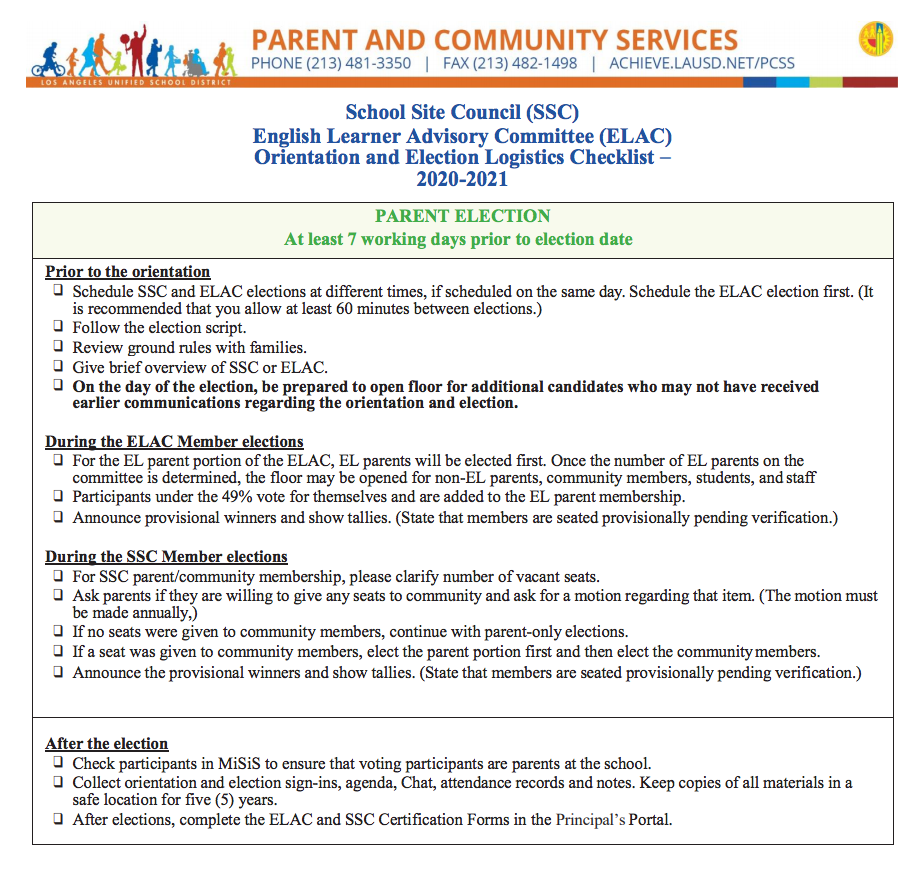 PARENT AND COMMUNITY SERVICES
PHONE (213) 481-3350 | FAX (213) 482-1498 | ACHIEVE.LAUSD.NET/PCSS
LOS ANGELES UNIFIED SCHOOL DISTRICT
School Site Council (SSC)
English Learner Advisory Committee (ELAC)
Orientation and Election Logistics Checklist –
2020-2021
PARENT ELECTION
At least 7 working days prior to election date
Prior to the orientation
❑ Schedule SSC and ELAC elections at different times, if scheduled on the same day. Schedule the ELAC election first. (It
is recommended that you allow at least 60 minutes between elections.)
❑ Follow the election script.
❑ Review ground rules with families.
❑ Give brief overview of SSC or ELAC.
❑ On the day of the election, be prepared to open floor for additional candidates who may not have received
earlier communications regarding the orientation and election.
During the ELAC Member elections
❑ For the EL parent portion of the ELAC, EL parents will be elected first. Once the number of EL parents on the
committee is determined, the floor may be opened for non-EL parents, community members, students, and staff
❑ Participants under the 49% vote for themselves and are added to the EL parent membership.
❑ Announce provisional winners and show tallies. (State that members are seated provisionally pending verification.)
During the SSC Member elections
❑ For SSC parent/community membership, please clarify number of vacant seats.
❑ Ask parents if they are willing to give any seats to community and ask for a motion regarding that item. (The motion must
be made annually,)
❑ If no seats were given to community members, continue with parent-only elections.
❑ If a seat was given to community members, elect the parent portion first and then elect the community members.
❑ Announce the provisional winners and show tallies. (State that members are seated provisionally pending verification.)
After the election
❑ Check participants in MiSiS to ensure that voting participants are parents at the school.
❑ Collect orientation and election sign-ins, agenda, Chat, attendance records and notes. Keep copies of all materials in a
safe location for five (5) years.
❑ After elections, complete the ELAC and SSC Certification Forms in the Principal's Portal.